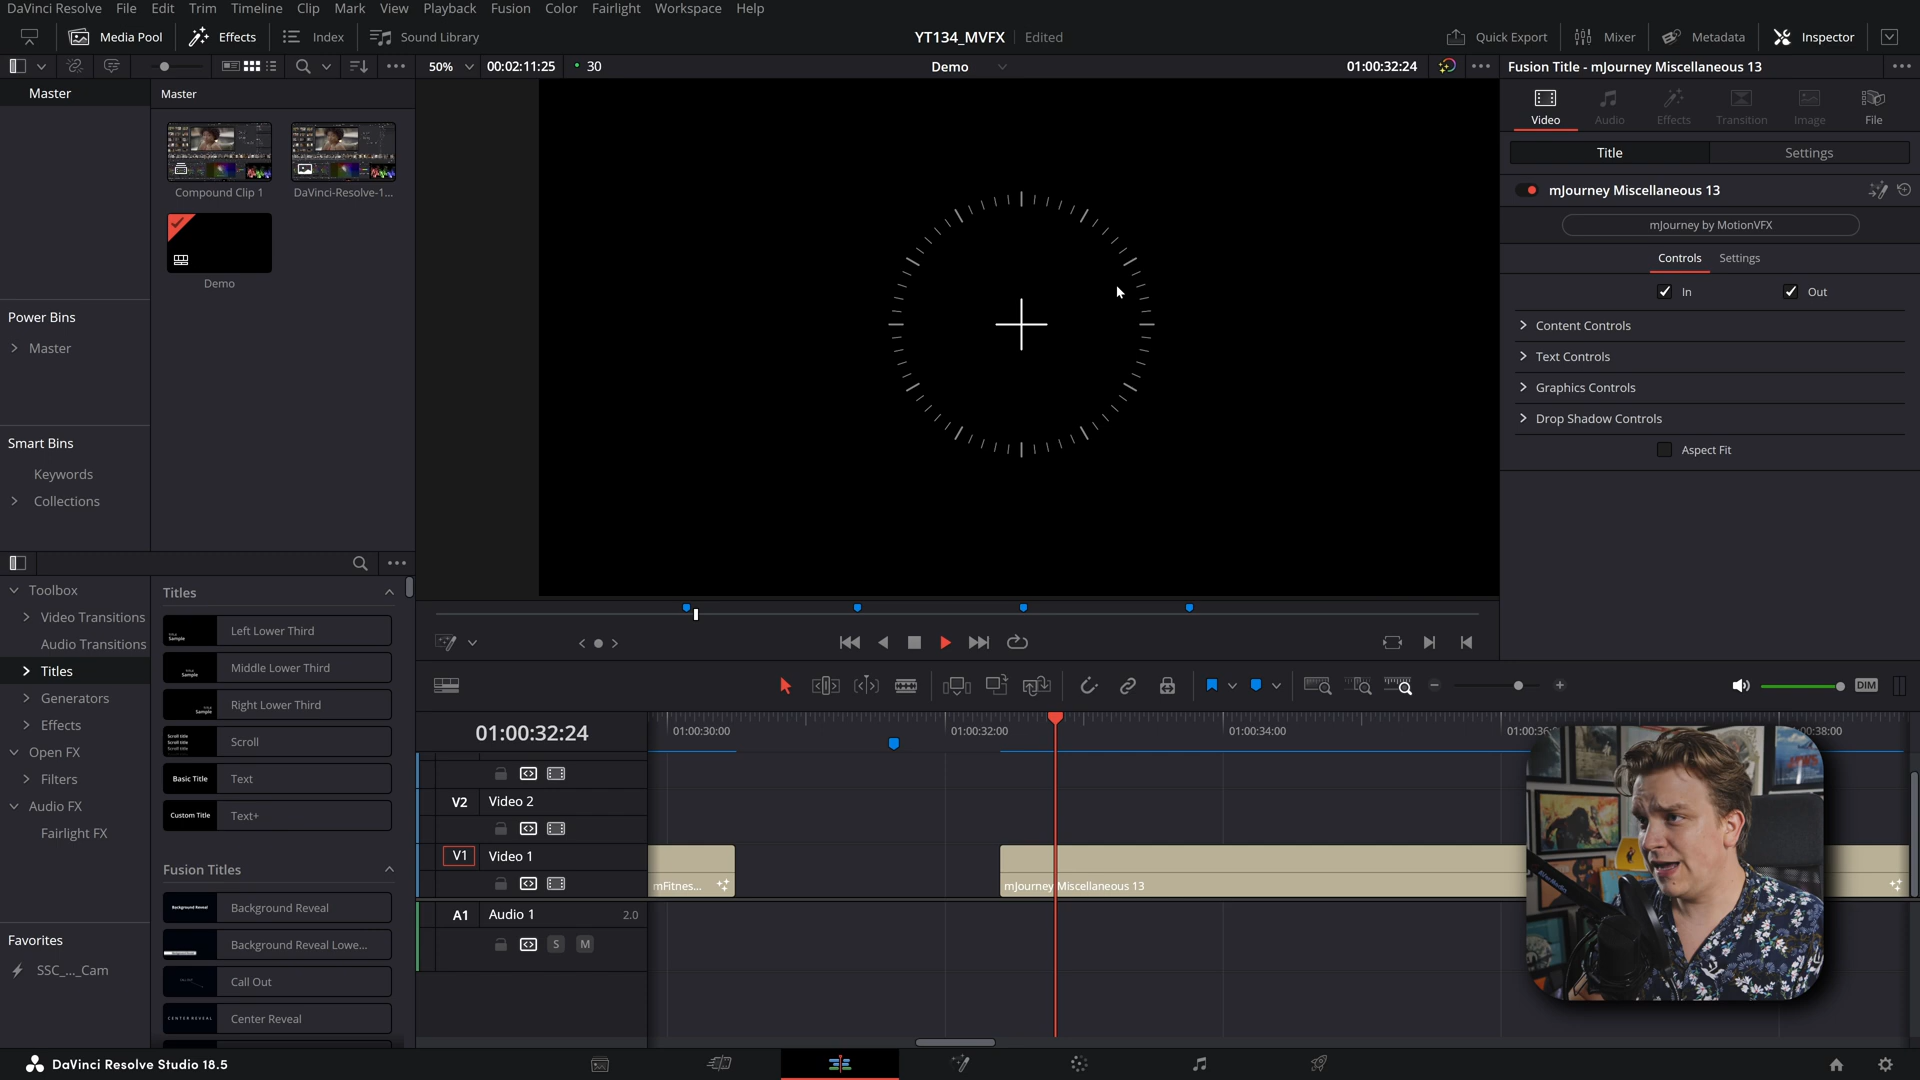 DaVinci Resolve File Edit Trim Timeline Clip Mark View Playback Fusion Color Fairlight Workspace Help
Media Pool Effects Index Sound Library
YT134_MVFX Edited
Quick Export Mixer Metadata Inspector
50% 00:02:11:25 30 Demo 01:00:32:24
Fusion Title - mJourney Miscellaneous 13
Master
Master
Compound Clip 1
DaVinci-Resolve-1...
Demo
Power Bins
Master
Smart Bins
Keywords
Collections
Video Audio Effects Transition Image File
Title Settings
mJourney Miscellaneous 13
mJourney by MotionVFX
Controls Settings
In Out
Content Controls
Text Controls
Graphics Controls
Drop Shadow Controls
Aspect Fit
Toolbox
Video Transitions
Audio Transitions
Titles
Generators
Effects
Open FX
Filters
Audio FX
Fairlight FX
Favorites
SSC_..._Cam
Titles
Left Lower Third
Middle Lower Third
Right Lower Third
Scroll
Basic Title Text
Custom Title Text+
Fusion Titles
Background Reveal Background Reveal
Background Reveal Lowe...
Call Out
CENTER REVEAL Center Reveal
DIM
01:00:32:24
01:00:30:00 01:00:32:00 01:00:34:00
V2 Video 2
V1 Video 1
mFitnes...
mJourney Miscellaneous 13
A1 Audio 1 2.0
S M
DaVinci Resolve Studio 18.5